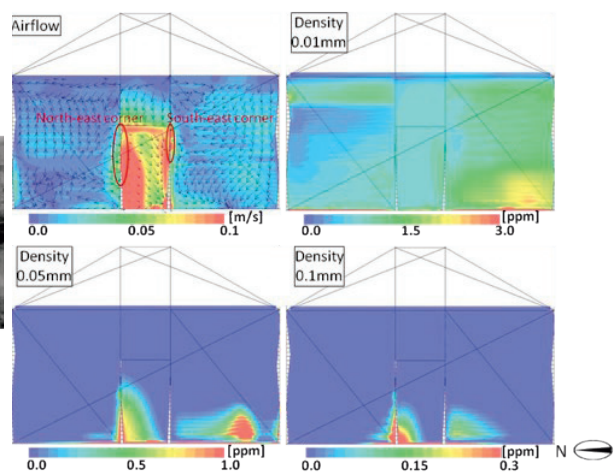 Airflow
North-east corner
South-east corner
[m/s]
0.0 0.05 0.1
Density
0.01mm
[ppm]
0.0 1.5 3.0
Density
0.05mm
[ppm]
0.0 0.5 1.0
Density
0.1mm
[ppm]
0.0 0.15 0.3
N